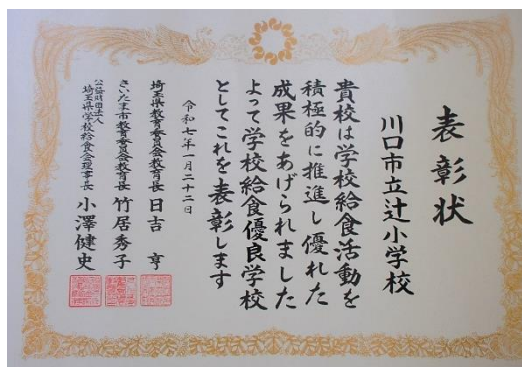 表彰状
川口市立辻小学校
貴校は学校給食活動を
積極的に推進し優れた
成果をあげられました
よって学校給食優良学校
としてこれを表彰します
令和七年一月二十二日
埼玉県教育委員会教育長 日吉 亨
さいたま市教育委員会教育長 竹居秀子
公益財団法人
埼玉県学校給食会理事長 小澤健史